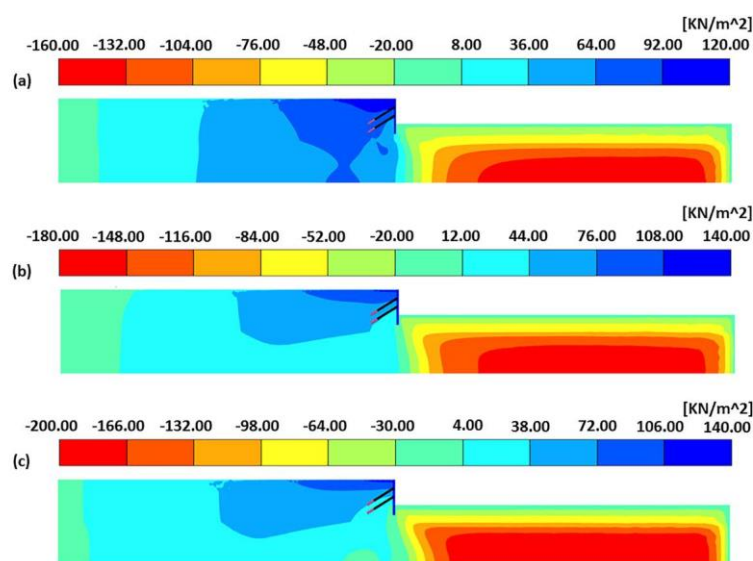 [KN/m^2]
-160.00 -132.00 -104.00 -76.00 -48.00 -20.00 8.00 36.00 64.00 92.00 120.00
(a)
[KN/m^2]
-180.00 -148.00 -116.00 -84.00 -52.00 -20.00 12.00 44.00 76.00 108.00 140.00
(b)
[KN/m^2]
-200.00 -166.00 -132.00 -98.00 -64.00 -30.00 4.00 38.00 72.00 106.00 140.00
(c)